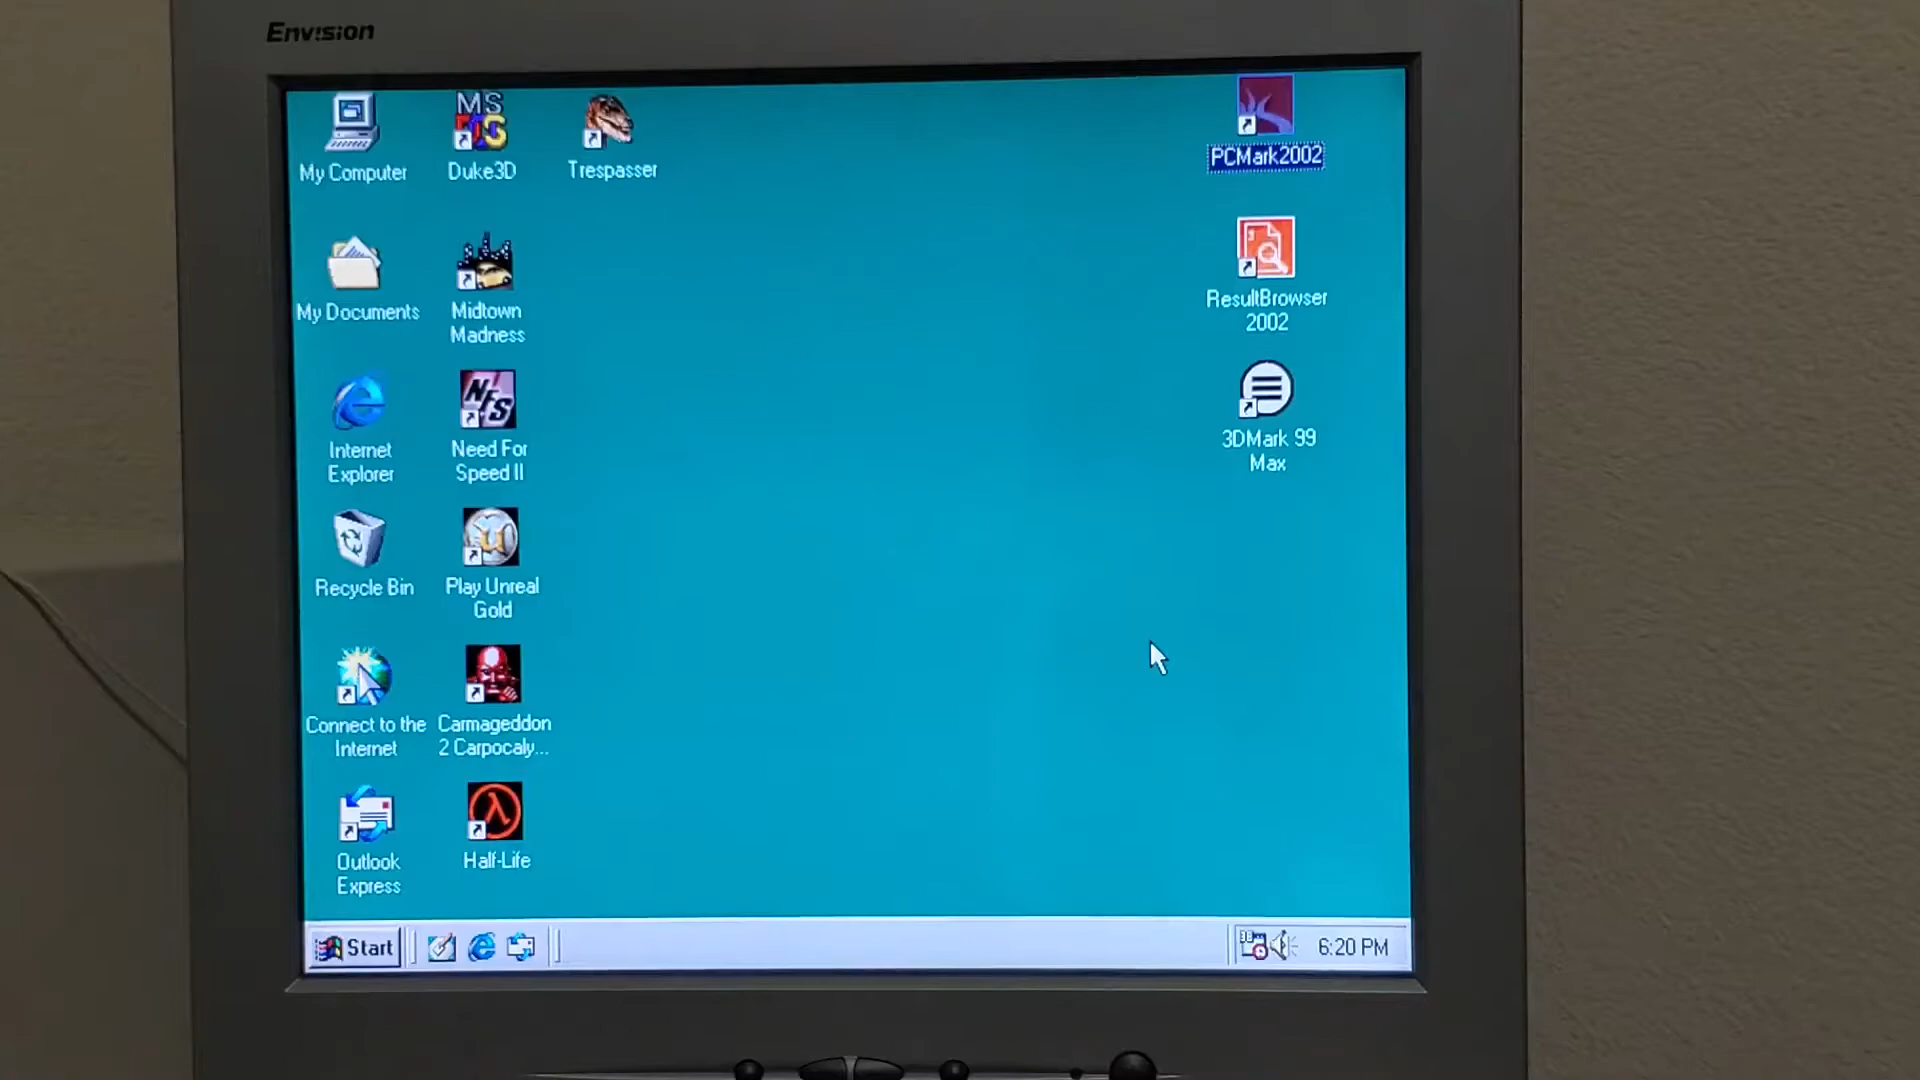 Envision
My Computer
MS
Duke3D
Trespasser
PCMark2002
My Documents
Midtown
Madness
ResultBrowser
2002
Internet
Explorer
NFS
Need For
Speed II
3DMark 99
Max
Recycle Bin
U
Play Unreal
Gold
Connect to the
Internet
Carmageddon
2 Carpocaly...
Outlook
Express
λ
Half-Life
Start
6:20 PM